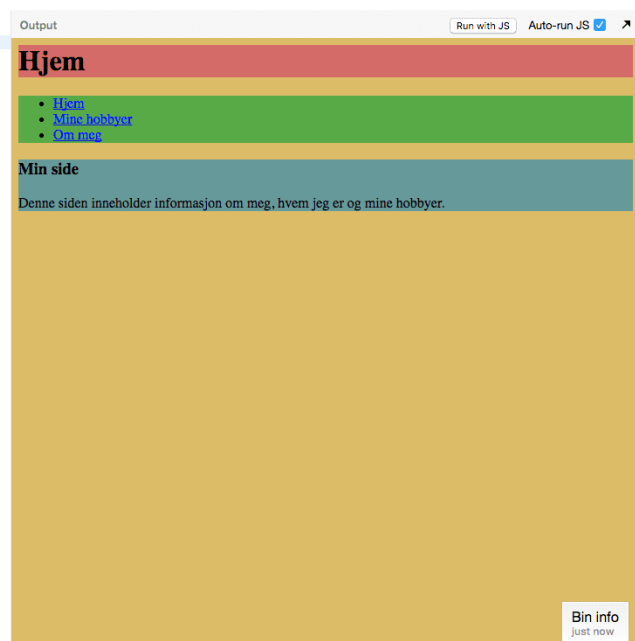 Output
Run with JS
Auto-run JS
Hjem
Hjem
Mine hobbyer
Om meg
Min side
Denne siden inneholder informasjon om meg, hvem jeg er og mine hobbyer.
Bin info
just now